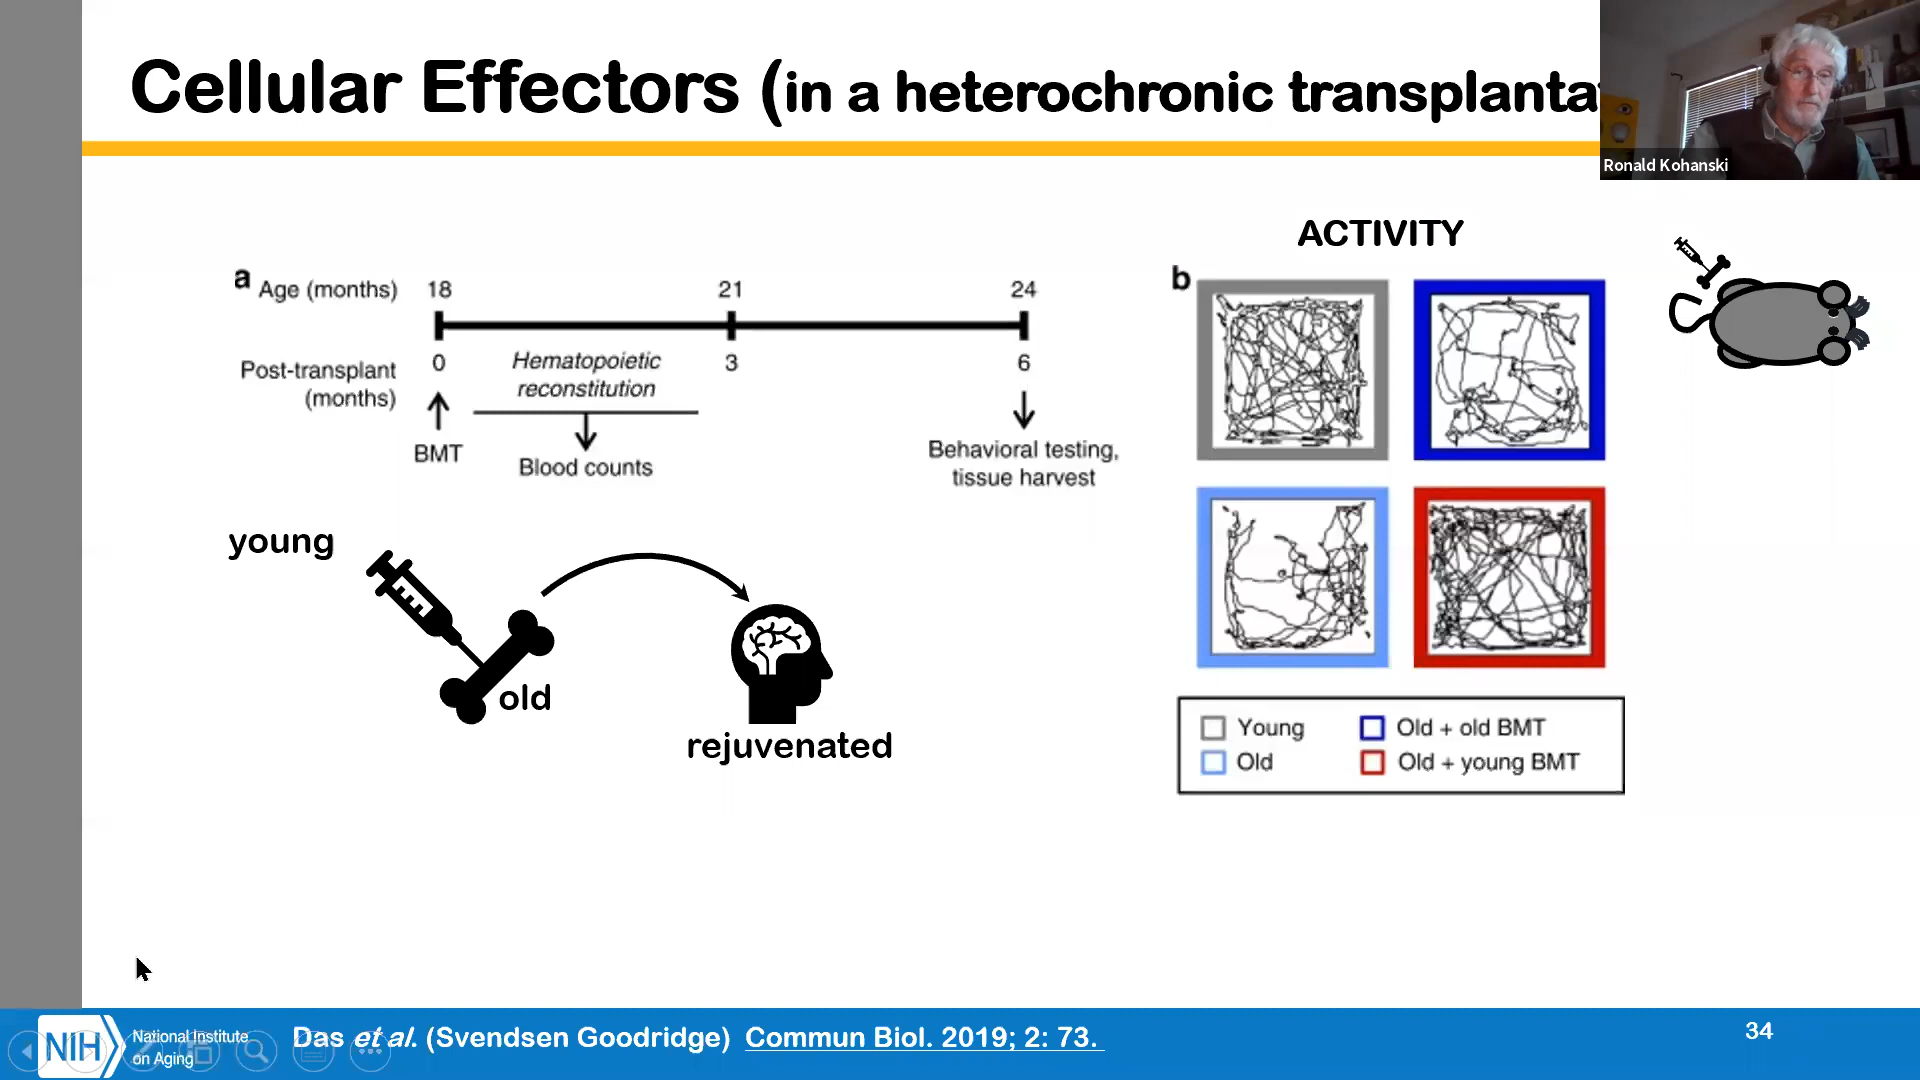 Cellular Effectors (in a heterochronic transplanta
Ronald Kohanski
ACTIVITY
a
Age (months) 18 21 24
Post-transplant (months) 0 3 6
Hematopoietic
reconstitution
BMT
Blood counts
Behavioral testing,
tissue harvest
b
young
old
rejuvenated
Young
Old + old BMT
Old
Old + young BMT
NIH
National Institute
on Aging
Das et al. (Svendsen Goodridge) Commun Biol. 2019; 2: 73.
34